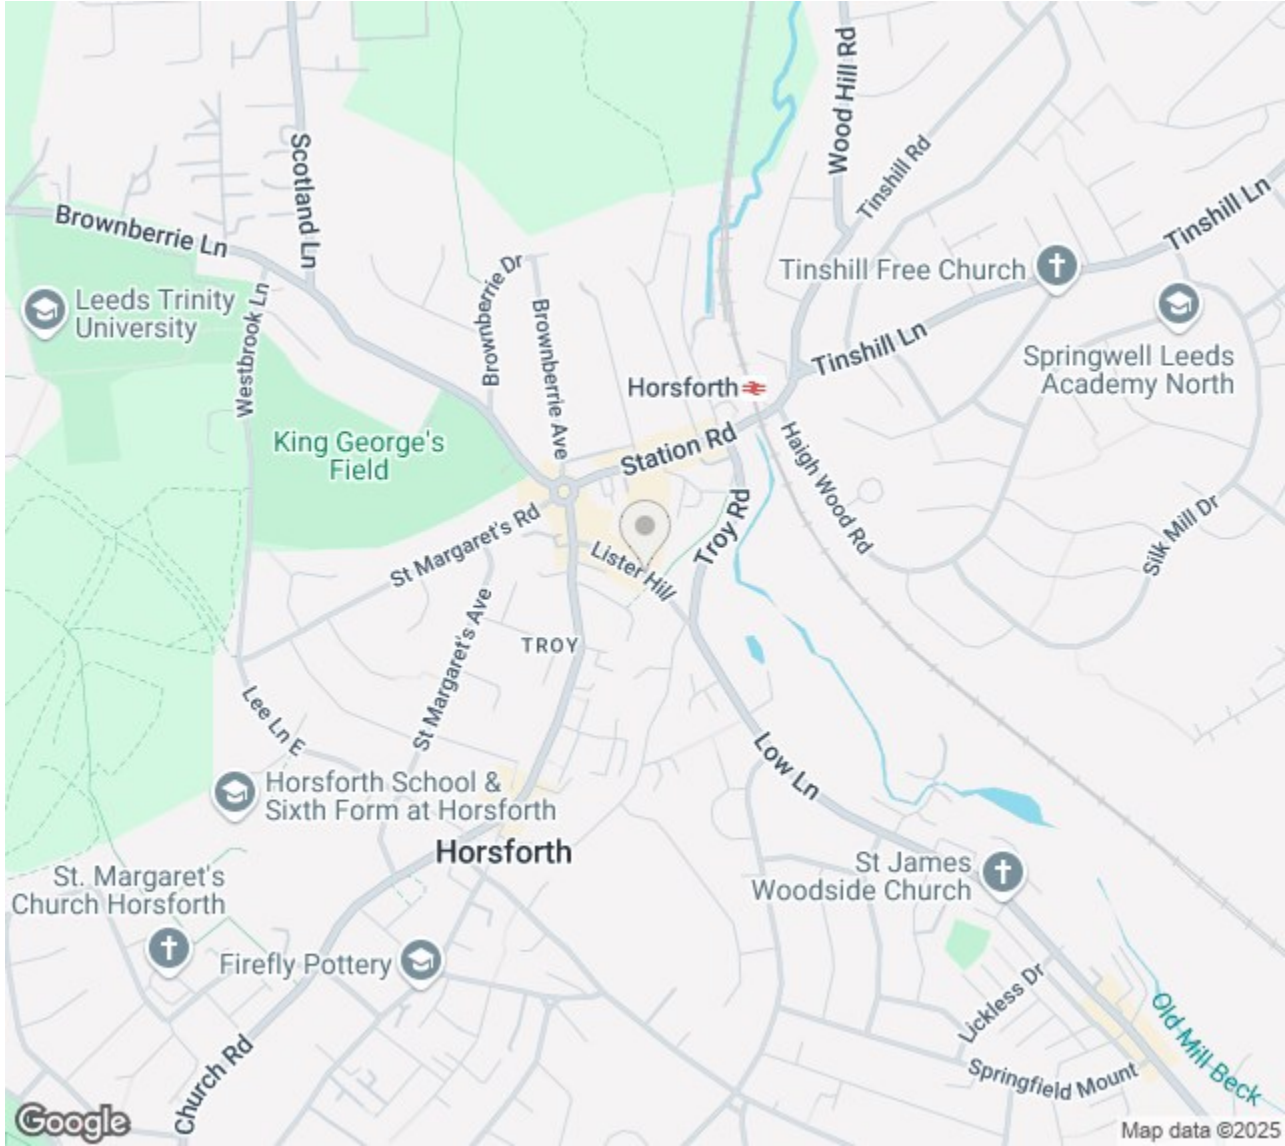 Wood Hill Rd
Scotland Ln
Tinshill Rd
Brownberrie Ln
Tinshill Ln
Tinshill Free Church
Brownberrie Dr
Leeds Trinity
University
Westbrook Ln
Brownberrie Ave
Tinshill Ln
Springwell Leeds
Academy North
Horsforth
King George's
Field
Station Rd
Haigh Wood Rd
Troy Rd
Silk Mill Dr
St Margaret's Rd
Lister Hill
St Margaret's Ave
TROY
Lee Ln E
Low Ln
Horsforth School &
Sixth Form at Horsforth
Horsforth
St James
Woodside Church
St. Margaret's
Church Horsforth
Firefly Pottery
Lickless Dr
Old Mill Beck
Church Rd
Springfield Mount
Google
Map data ©2025